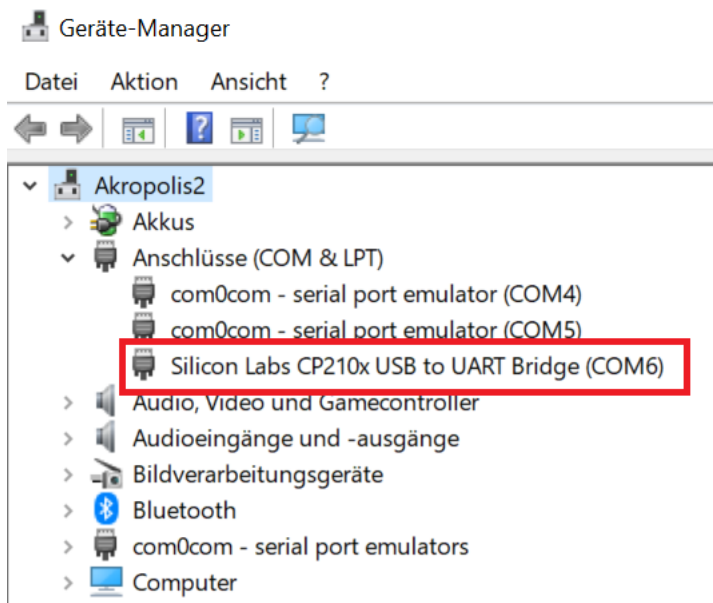 Geräte-Manager
Datei Aktion Ansicht ?
Akropolis2
Akkus
Anschlüsse (COM & LPT)
com0com - serial port emulator (COM4)
com0com - serial port emulator (COM5)
Silicon Labs CP210x USB to UART Bridge (COM6)
Audio, Video und Gamecontroller
Audioeingänge und -ausgänge
Bildverarbeitungsgeräte
Bluetooth
com0com - serial port emulators
Computer